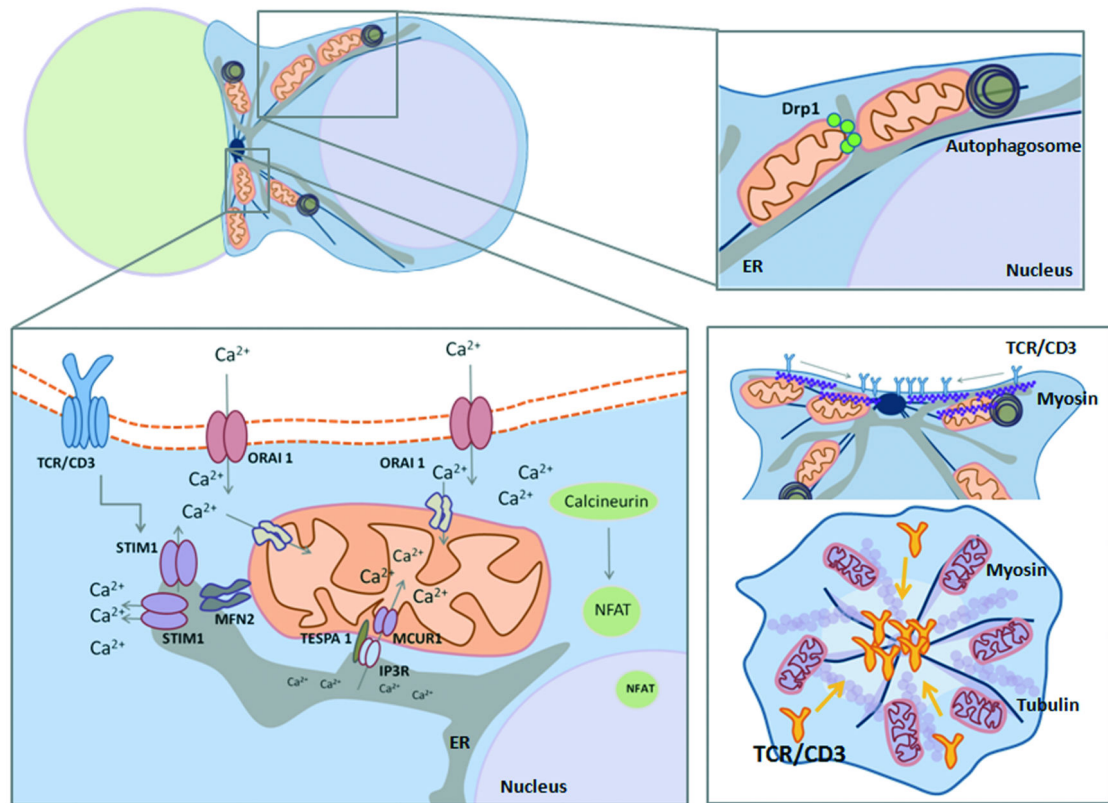 Drp1
Autophagosome
ER
Nucleus
Ca2+
Ca2+
TCR/CD3
ORAI 1
ORAI 1
Ca2+
Ca2+
Ca2+
Ca2+
Ca2+
Calcineurin
STIM1
Ca2+
Ca2+
Ca2+
Ca2+
Ca2+
Ca2+
MFN2
STIM1
TESPA 1
MCUR1
NFAT
IP3R
Ca2+
Ca2+
Ca2+
Ca2+
NFAT
ER
Nucleus
TCR/CD3
Myosin
Myosin
Tubulin
TCR/CD3